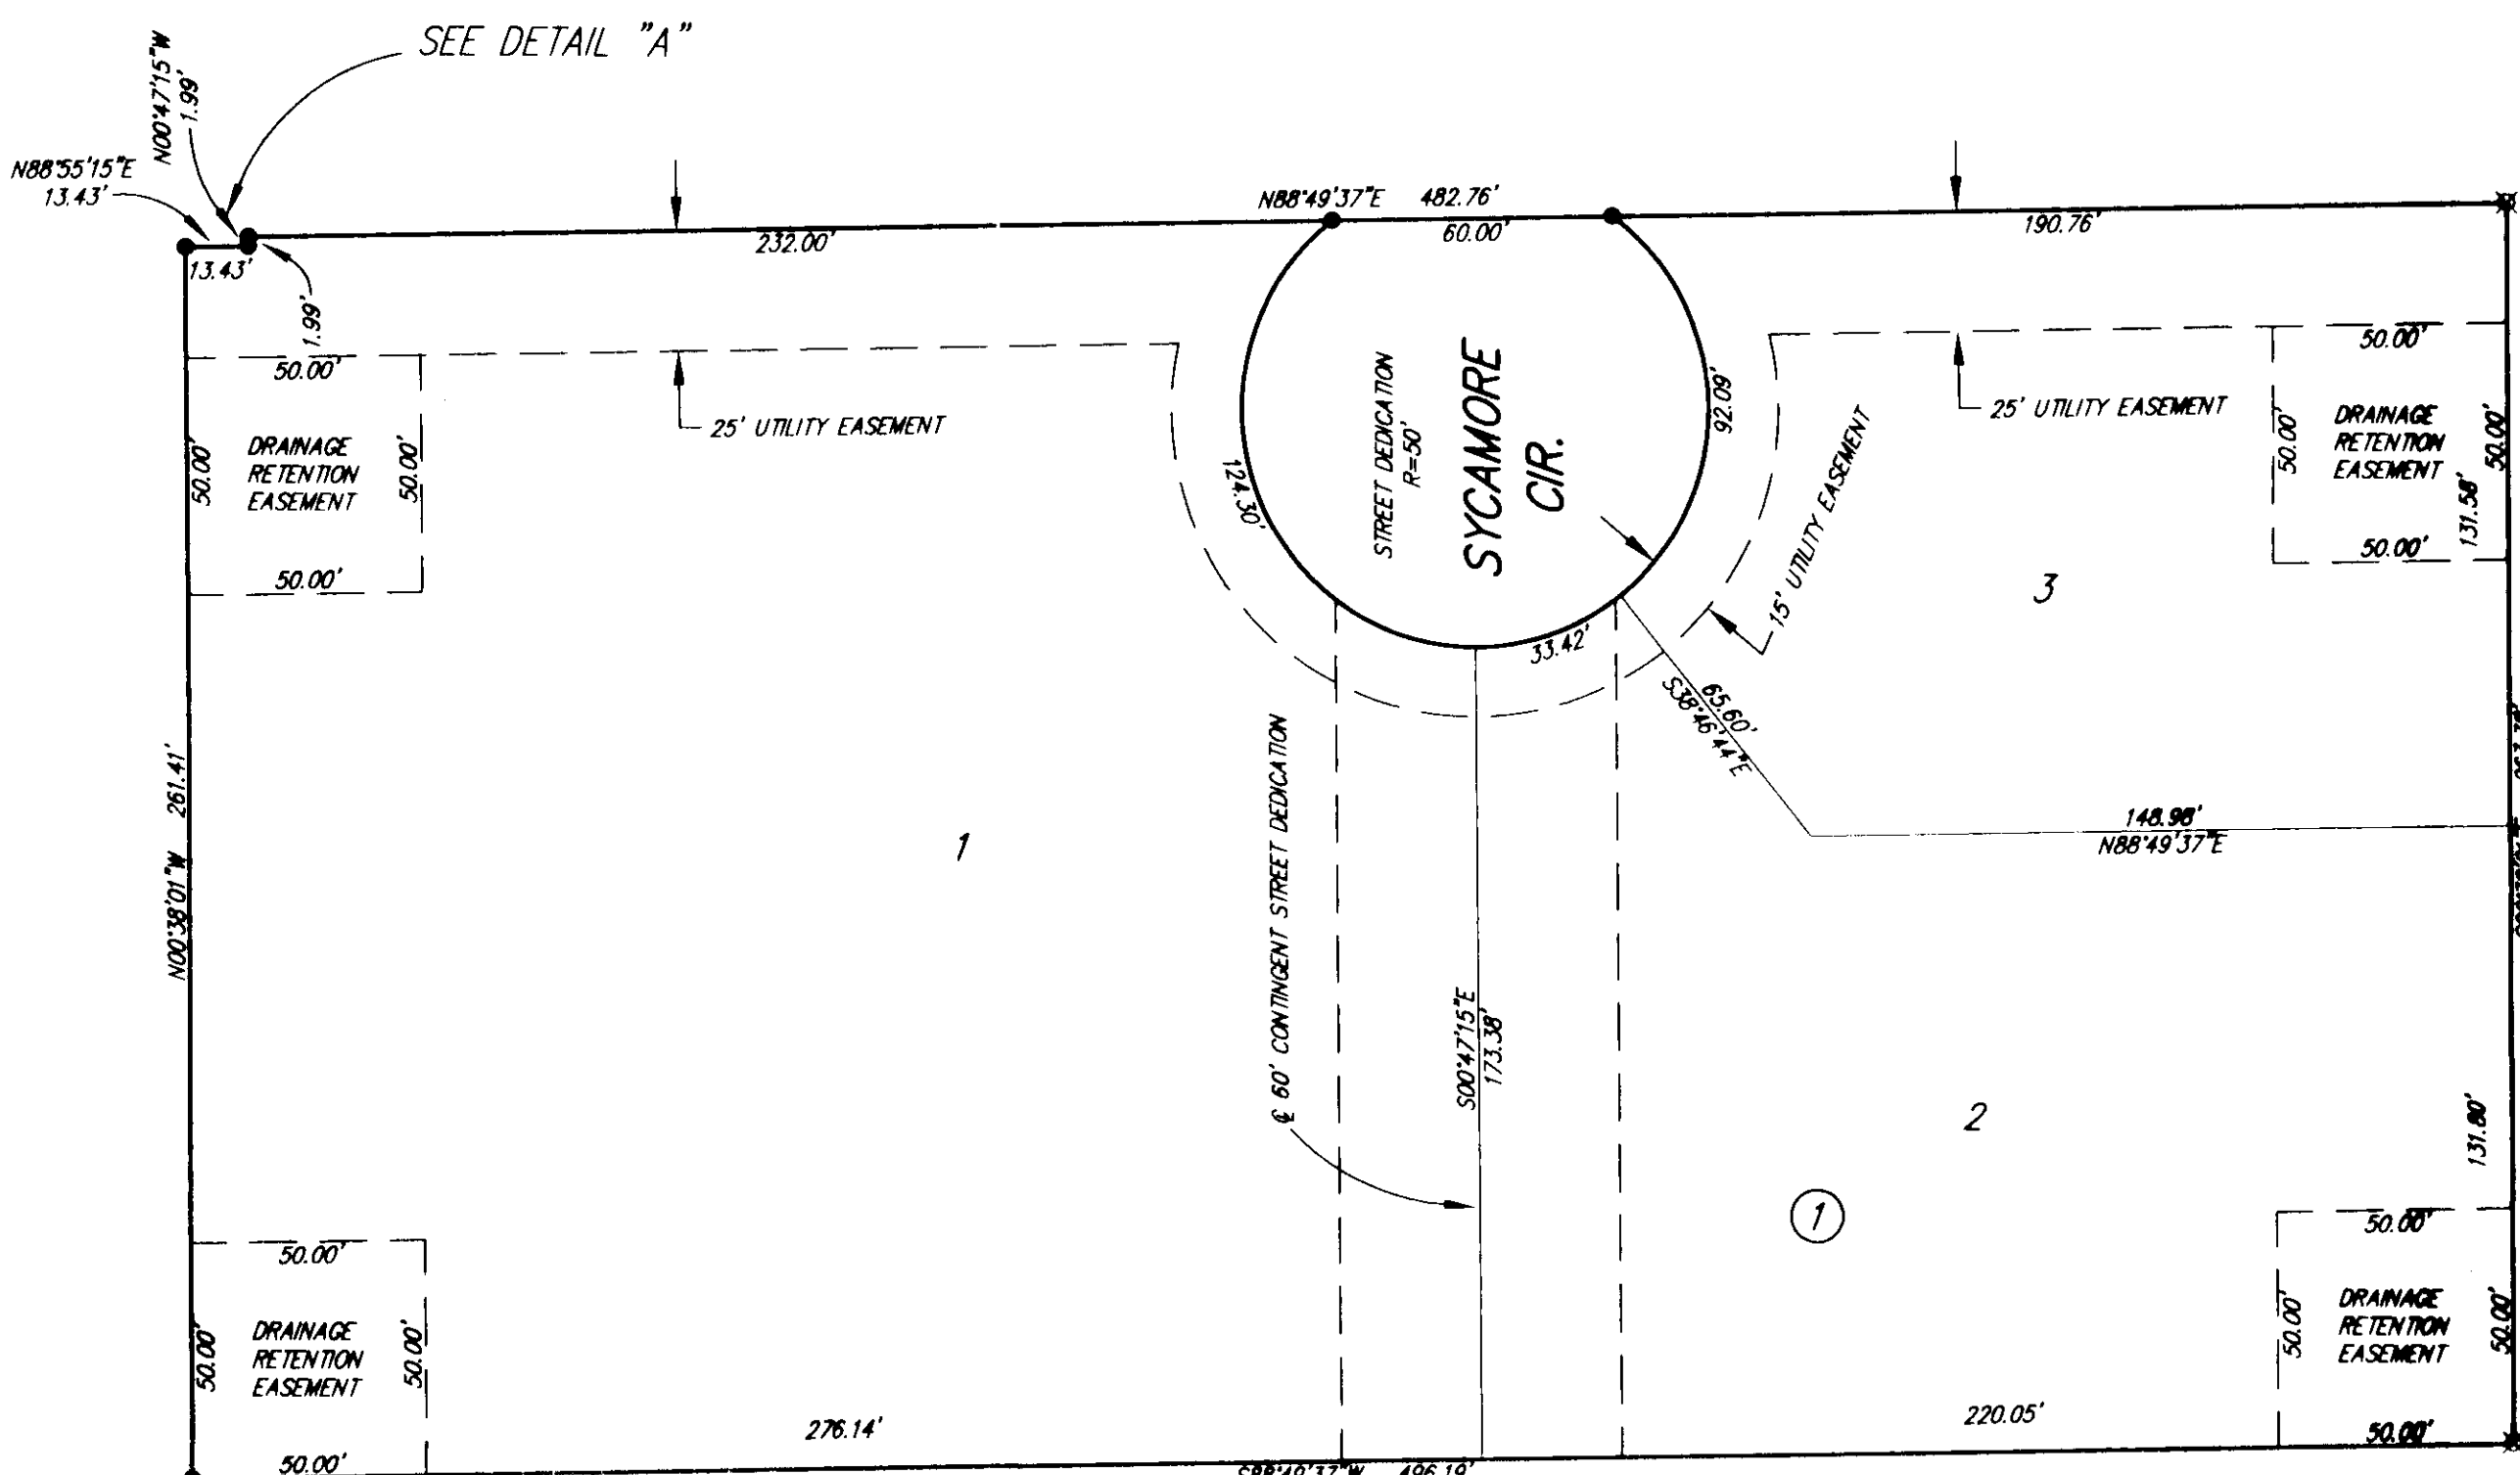 SEE DETAIL "A"
N00°47'15"W
1.99'
N88°55'15"E
13.43'
N88°49'37"E 482.76'
232.00'
60.00'
190.76'
13.43'
1.99'
50.00'
50.00'
DRAINAGE
RETENTION
EASEMENT
50.00'
50.00'
25' UTILITY EASEMENT
124.30'
STREET DEDICATION
R=50'
SYCAMORE
CIR.
92.09'
33.42'
15' UTILITY EASEMENT
25' UTILITY EASEMENT
50.00'
50.00'
DRAINAGE
RETENTION
EASEMENT
50.00'
50.00'
131.58'
3
65.60'
S38°46'44"E
148.98'
N88°49'37"E
N00°38'01"W 261.41'
1
℄ 60' CONTINGENT STREET DEDICATION
S00°47'15"E
173.38'
2
1
131.80'
50.00'
50.00'
DRAINAGE
RETENTION
EASEMENT
50.00'
50.00'
50.00'
50.00'
DRAINAGE
RETENTION
EASEMENT
50.00'
50.00'
276.14'
220.05'
S88°49'37"W 496.19'